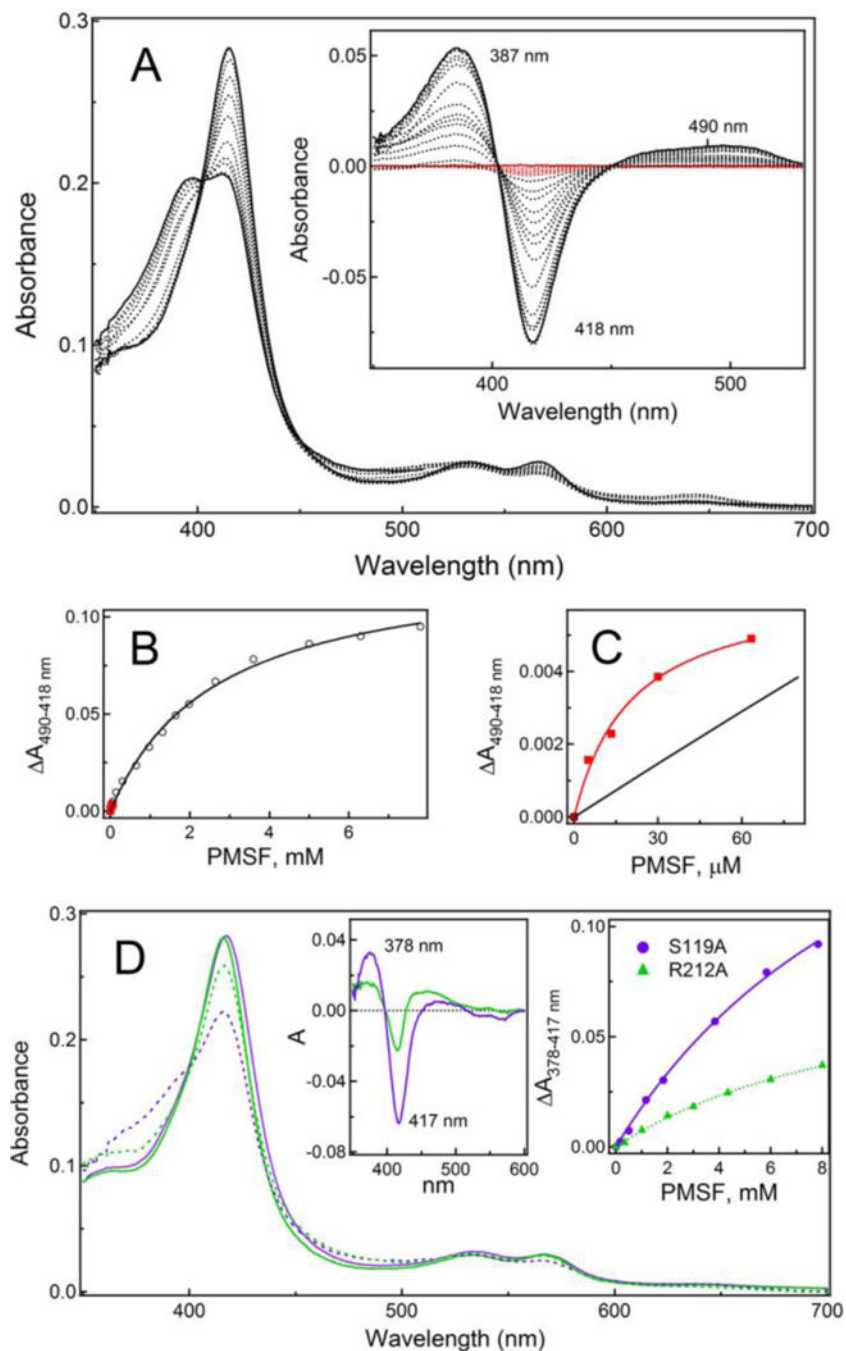 A
0.3
0.2
0.1
0.0
Absorbance
400
500
600
700
Wavelength (nm)
387 nm
490 nm
418 nm
0.05
0.00
-0.05
Absorbance
400
500
Wavelength (nm)
B
0.10
0.05
0.00
ΔA490-418 nm
0
2
4
6
PMSF, mM
C
0.004
0.002
0.000
ΔA490-418 nm
0
30
60
PMSF, μM
D
0.3
0.2
0.1
0.0
Absorbance
400
500
600
700
Wavelength (nm)
378 nm
417 nm
0.04
0.00
-0.04
-0.08
A
400
500
600
nm
S119A
R212A
0.10
0.05
0.00
ΔA378-417 nm
0
2
4
6
8
PMSF, mM